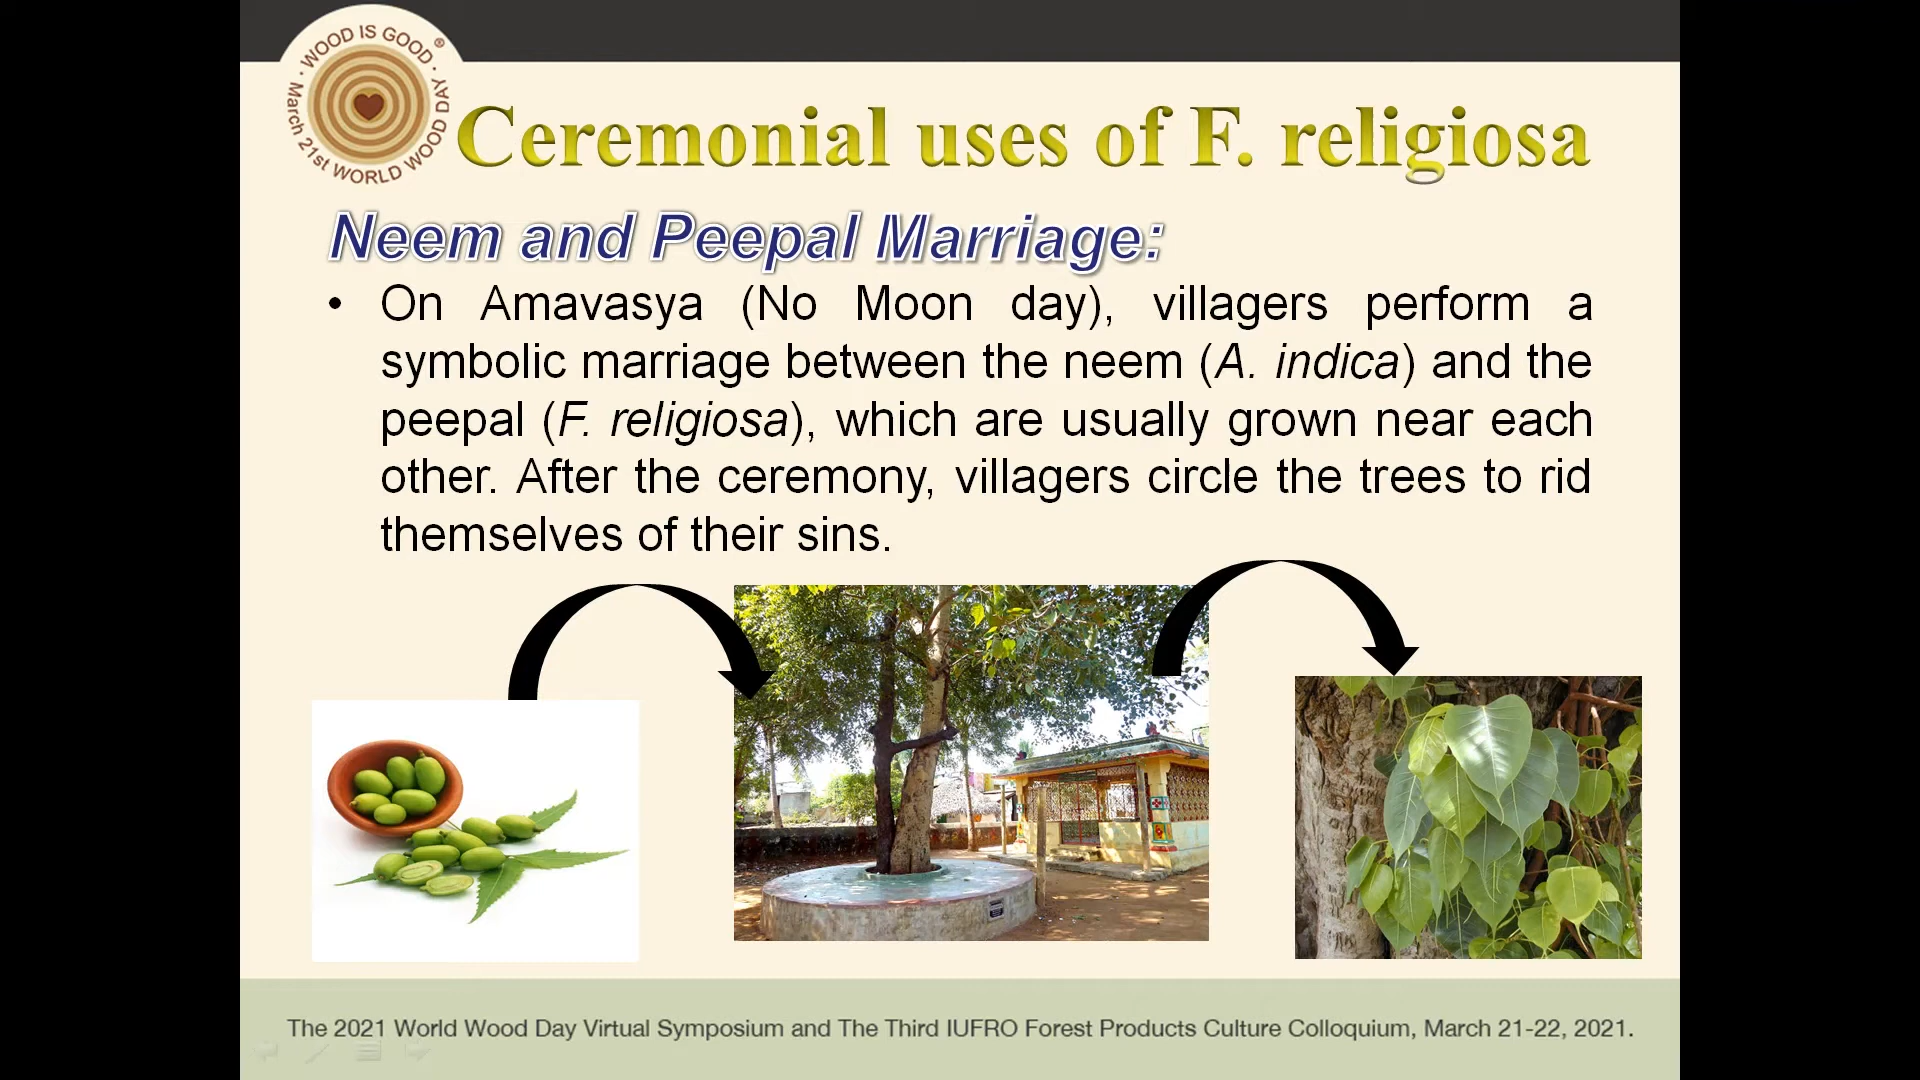 · WOOD IS GOOD ·®
March 21st WORLD WOOD DAY
Ceremonial uses of F. religiosa
Neem and Peepal Marriage:
• On Amavasya (No Moon day), villagers perform a
symbolic marriage between the neem (A. indica) and the
peepal (F. religiosa), which are usually grown near each
other. After the ceremony, villagers circle the trees to rid
themselves of their sins.
The 2021 World Wood Day Virtual Symposium and The Third IUFRO Forest Products Culture Colloquium, March 21-22, 2021.